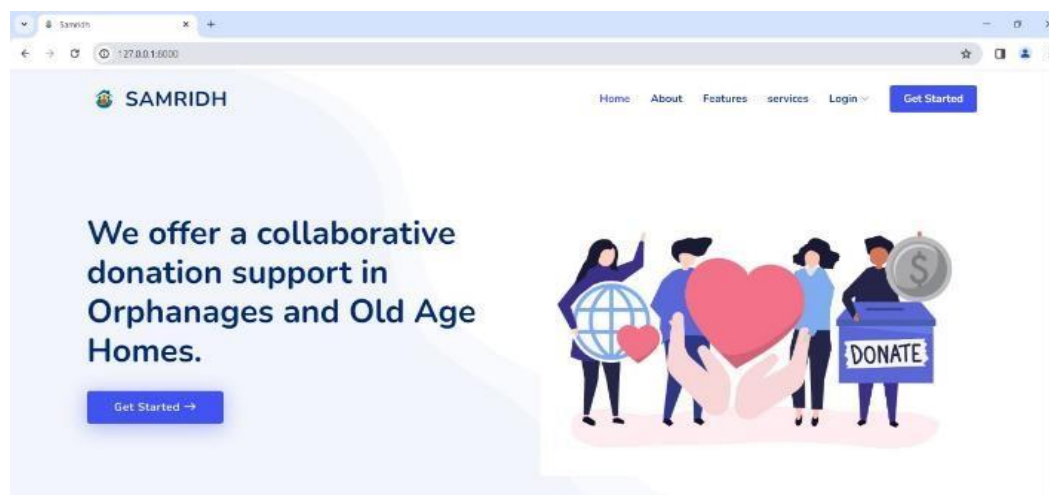 Samridh
127.0.0.1:6000
SAMRIDH
Home About Features services Login Get Started
We offer a collaborative
donation support in
Orphanages and Old Age
Homes.
Get Started →
$
DONATE